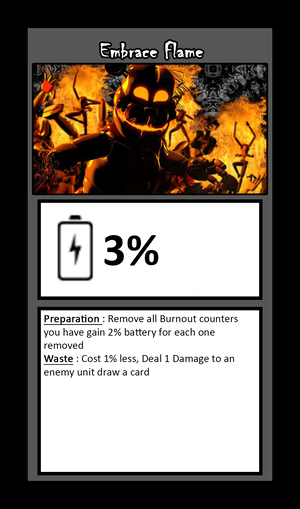 Embrace Flame
3%
Preparation : Remove all Burnout counters
you have gain 2% battery for each one
removed
Waste : Cost 1% less, Deal 1 Damage to an
enemy unit draw a card